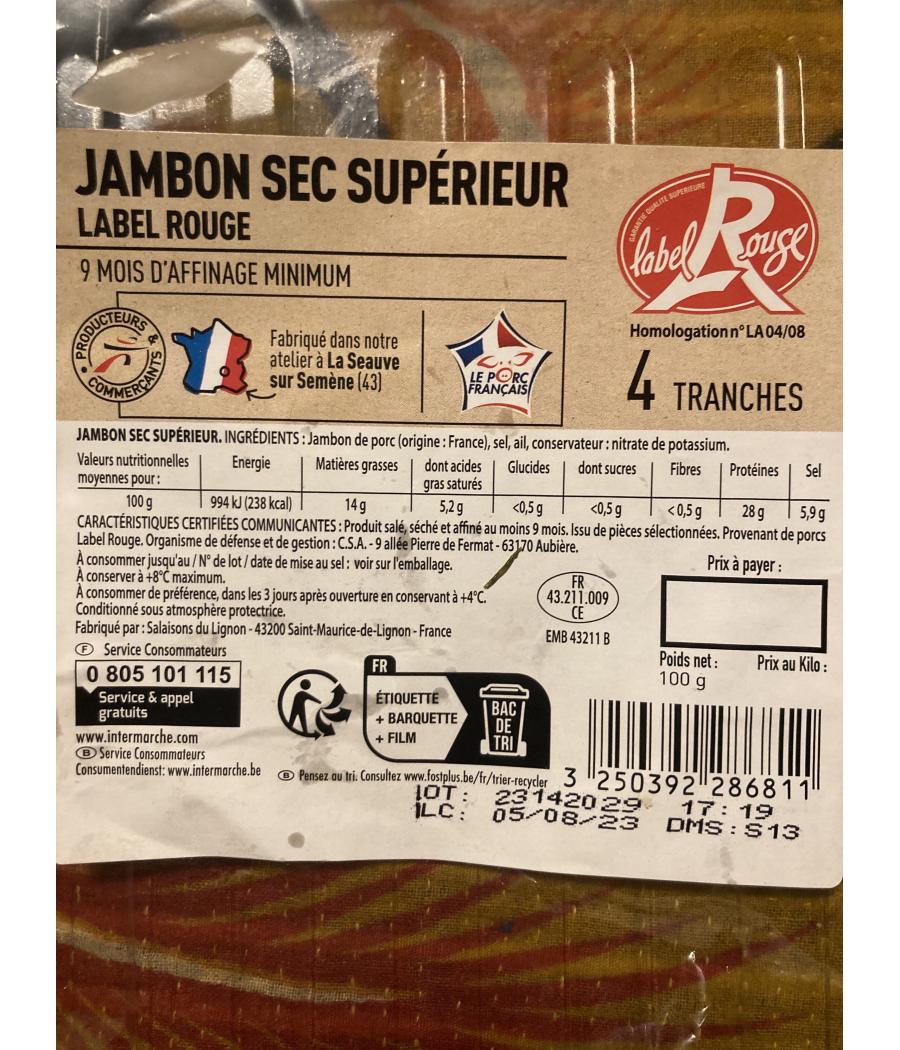 JAMBON SEC SUPÉRIEUR
LABEL ROUGE
9 MOIS D'AFFINAGE MINIMUM
PRODUCTEURS & COMMERÇANTS
Fabriqué dans notre
atelier à La Seauve
sur Semène (43)
LE PORC
FRANÇAIS
GARANTIE QUALITE SUPERIEURE
label Rouge
Homologation n° LA 04/08
4 TRANCHES
JAMBON SEC SUPÉRIEUR. INGRÉDIENTS : Jambon de porc (origine : France), sel, ail, conservateur : nitrate de potassium.
Valeurs nutritionnelles moyennes pour : | Energie | Matières grasses | dont acides gras saturés | Glucides | dont sucres | Fibres | Protéines | Sel
100 g | 994 kJ (238 kcal) | 14 g | 5,2 g | <0,5 g | <0,5 g | <0,5 g | 28 g | 5,9 g
CARACTÉRISTIQUES CERTIFIÉES COMMUNICANTES : Produit salé, séché et affiné au moins 9 mois. Issu de pièces sélectionnées. Provenant de porcs
Label Rouge. Organisme de défense et de gestion : C.S.A. - 9 allée Pierre de Fermat - 63170 Aubière.
À consommer jusqu'au / N° de lot / date de mise au sel : voir sur l'emballage.
À conserver à +8°C maximum.
À consommer de préférence, dans les 3 jours après ouverture en conservant à +4°C.
Conditionné sous atmosphère protectrice.
Fabriqué par : Salaisons du Lignon - 43200 Saint-Maurice-de-Lignon - France
FR
43.211.009
CE
EMB 43211 B
Prix à payer :
Poids net : Prix au Kilo :
100 g
F Service Consommateurs
0 805 101 115
Service & appel
gratuits
www.intermarche.com
B Service Consommateurs
Consumentendienst: www.intermarche.be
FR
ÉTIQUETTE
+ BARQUETTE
+ FILM
BAC
DE
TRI
B Pensez au tri. Consultez www.fostplus.be/fr/trier-recycler
3 250392 286811
LOT : 23142029 17:19
LC : 05/08/23 DMS : S13